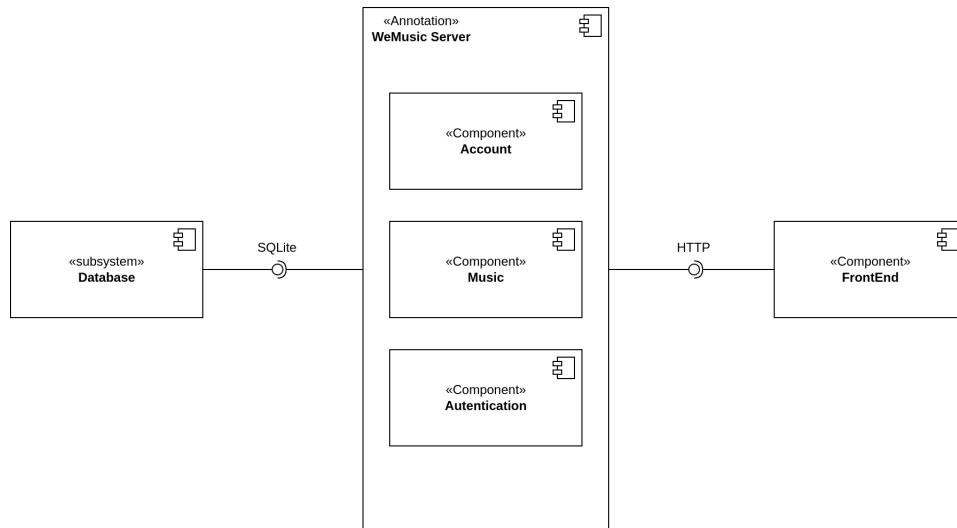 «Annotation»
WeMusic Server
«Component»
Account
«subsystem»
Database
SQLite
«Component»
Music
HTTP
«Component»
FrontEnd
«Component»
Autentication